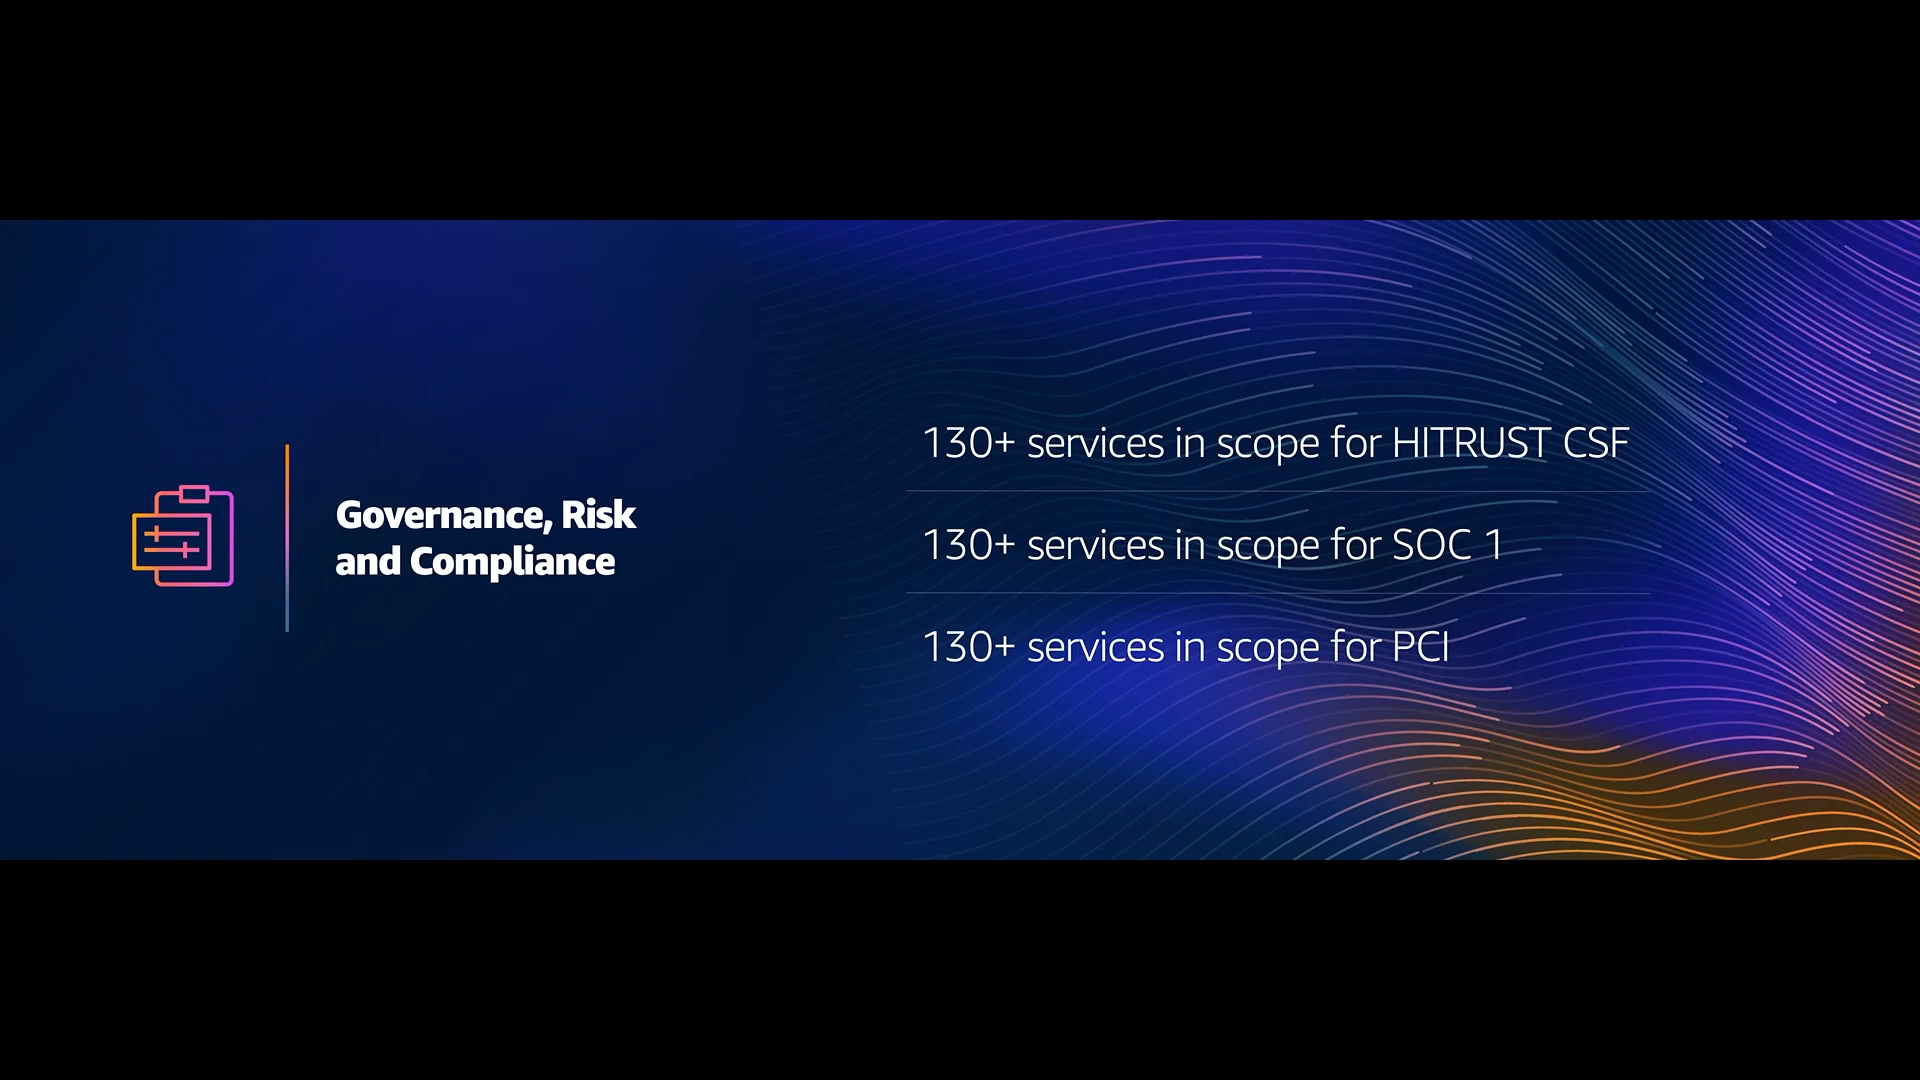 Governance, Risk
and Compliance
130+ services in scope for HITRUST CSF
130+ services in scope for SOC 1
130+ services in scope for PCI